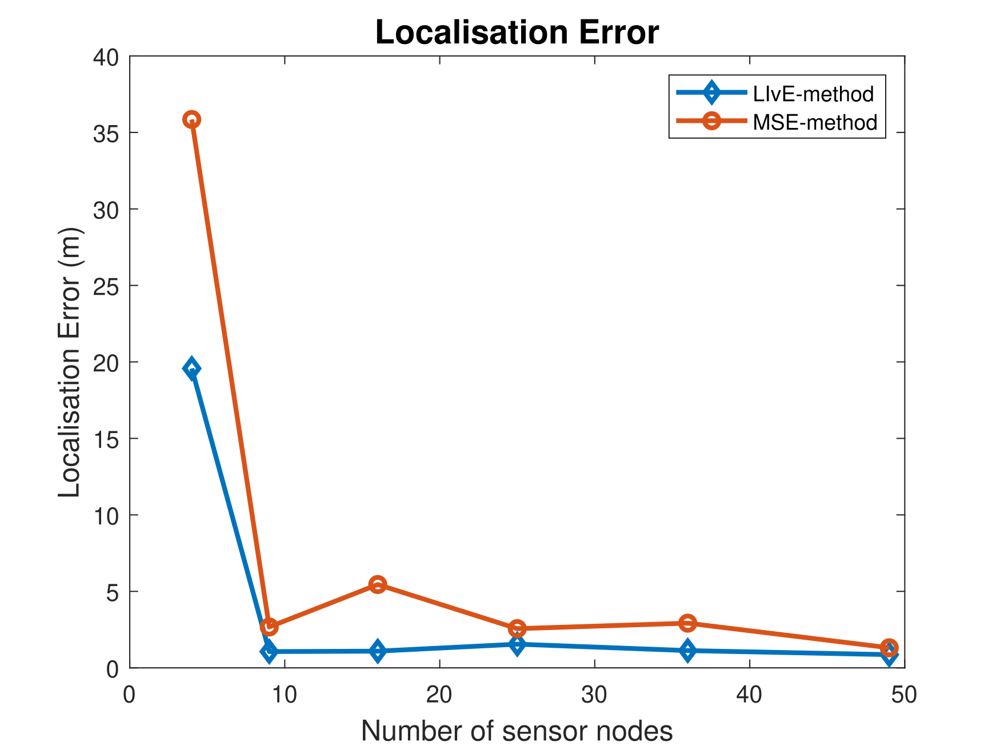 Localisation Error
40
35
30
25
20
15
10
5
0
Localisation Error (m)
LIvE-method
MSE-method
0 10 20 30 40 50
Number of sensor nodes